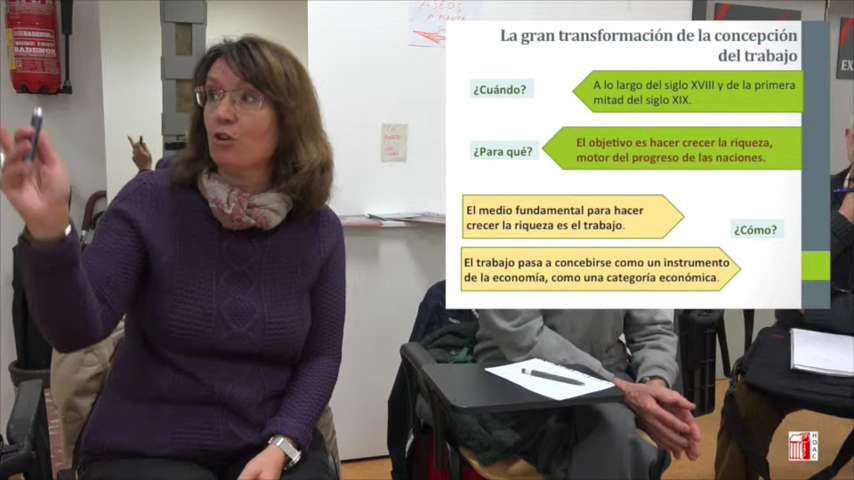 La gran transformación de la concepción
del trabajo
¿Cuándo?
A lo largo del siglo XVIII y de la primera
mitad del siglo XIX.
¿Para qué?
El objetivo es hacer crecer la riqueza,
motor del progreso de las naciones.
El medio fundamental para hacer
crecer la riqueza es el trabajo.
¿Cómo?
El trabajo pasa a concebirse como un instrumento
de la economía, como una categoría económica.
ASEOS
EX
HOAC